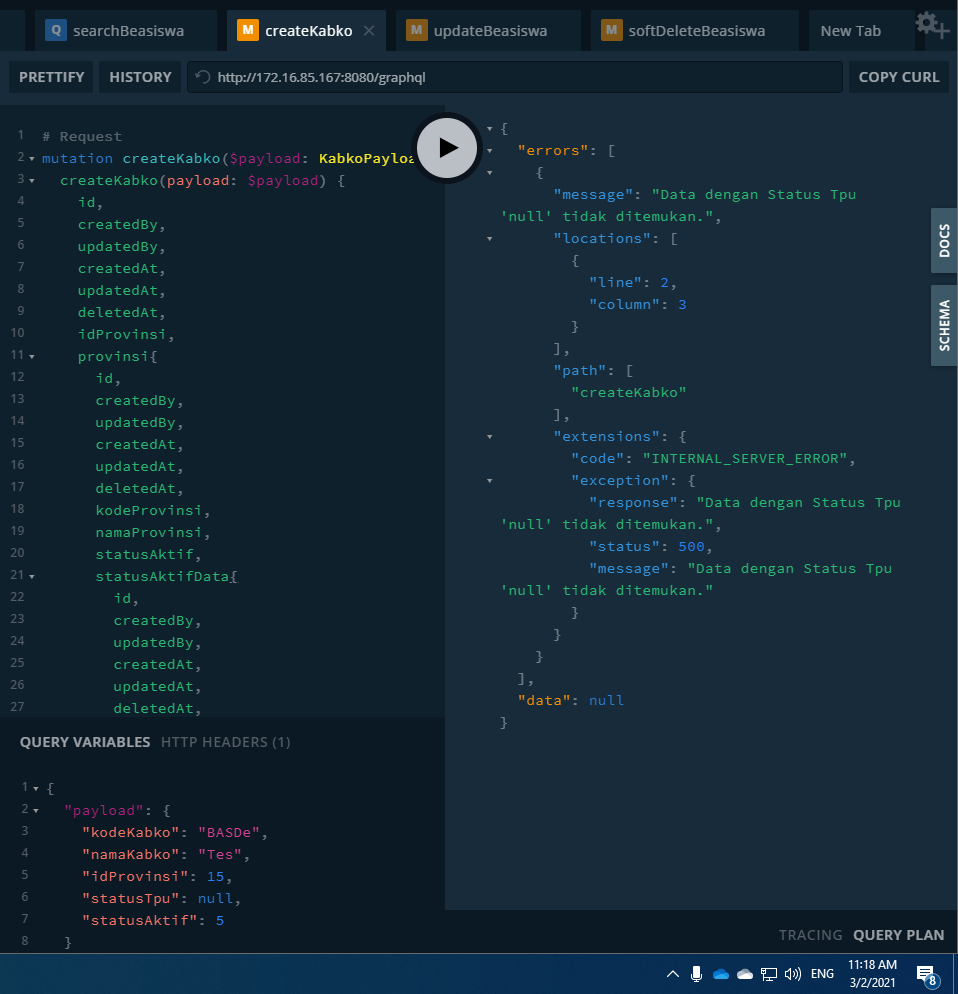 Q searchBeasiswa
M createKabko
M updateBeasiswa
M softDeleteBeasiswa
New Tab
PRETTIFY
HISTORY
http://172.16.85.167:8080/graphql
COPY CURL
1 # Request
2 mutation createKabko($payload: KabkoPayloa
3 createKabko(payload: $payload) {
4 id,
5 createdBy,
6 updatedBy,
7 createdAt,
8 updatedAt,
9 deletedAt,
10 idProvinsi,
11 provinsi{
12 id,
13 createdBy,
14 updatedBy,
15 createdAt,
16 updatedAt,
17 deletedAt,
18 kodeProvinsi,
19 namaProvinsi,
20 statusAktif,
21 statusAktifData{
22 id,
23 createdBy,
24 updatedBy,
25 createdAt,
26 updatedAt,
27 deletedAt,
QUERY VARIABLES HTTP HEADERS (1)
1 {
2 "payload": {
3 "kodeKabko": "BASDe",
4 "namaKabko": "Tes",
5 "idProvinsi": 15,
6 "statusTpu": null,
7 "statusAktif": 5
8 }
{
"errors": [
{
"message": "Data dengan Status Tpu
'null' tidak ditemukan.",
"locations": [
{
"line": 2,
"column": 3
}
],
"path": [
"createKabko"
],
"extensions": {
"code": "INTERNAL_SERVER_ERROR",
"exception": {
"response": "Data dengan Status Tpu
'null' tidak ditemukan.",
"status": 500,
"message": "Data dengan Status Tpu
'null' tidak ditemukan."
}
}
}
],
"data": null
}
DOCS
SCHEMA
TRACING QUERY PLAN
ENG
11:18 AM
3/2/2021
8